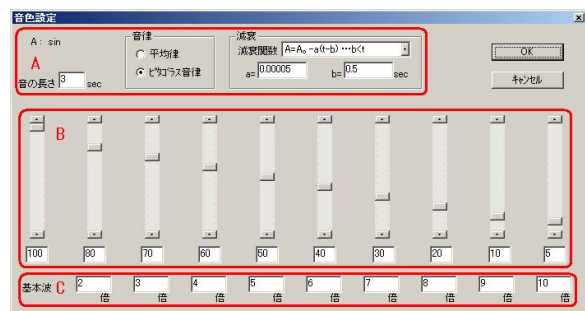 音色設定
A: sin
A
音の長さ 3 sec
音律
平均律
ピタゴラス音律
減衰
減衰関数 A=A₀ -a(t-b) …b<t
a= 0.00005 b= 0.5 sec
OK
キャンセル
B
100 80 70 60 50 40 30 20 10 5
基本波 C 2倍 3倍 4倍 5倍 6倍 7倍 8倍 9倍 10倍